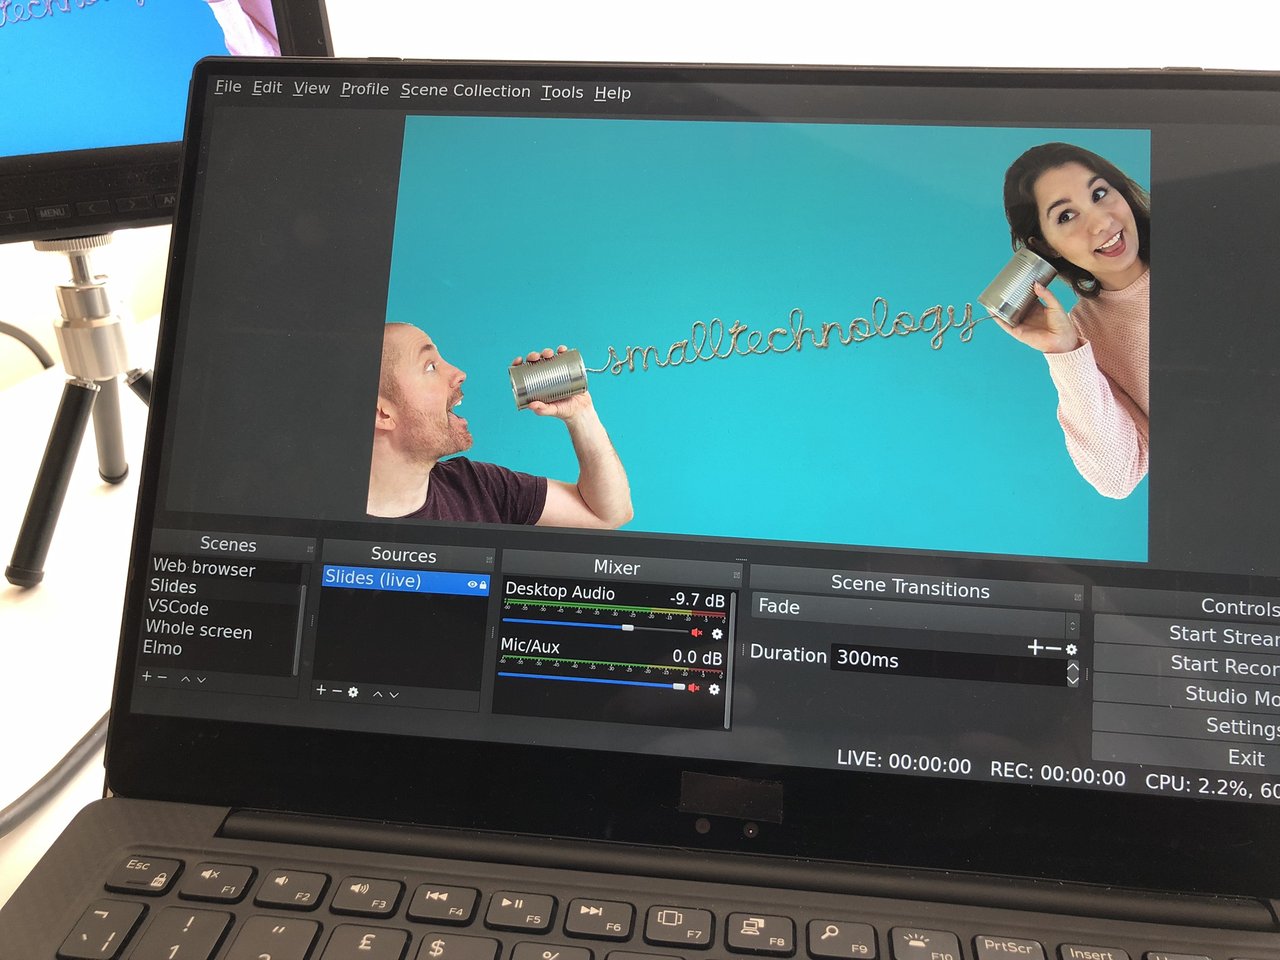 technology
MENU
File Edit View Profile Scene Collection Tools Help
smalltechnology
Scenes
Web browser
Slides
VSCode
Whole screen
Elmo
Sources
Slides (live)
Mixer
Desktop Audio -9.7 dB
Mic/Aux 0.0 dB
Scene Transitions
Fade
Duration 300ms
Controls
Start
Start
Studio
Settings
Exit
LIVE: 00:00:00 REC: 00:00:00 CPU: 2.2%, 60
Esc F1 F2 F3 F4 F5 F6 F7 F8 F9 F10 PrtScr Insert
! 1 " £ $ %